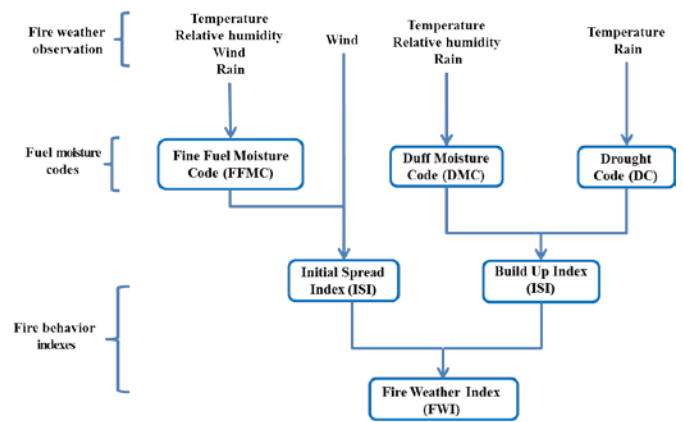 Fire weather
observation
Temperature
Relative humidity
Wind
Rain
Wind
Temperature
Relative humidity
Rain
Temperature
Rain
Fuel moisture
codes
Fine Fuel Moisture
Code (FFMC)
Duff Moisture
Code (DMC)
Drought
Code (DC)
Initial Spread
Index (ISI)
Build Up Index
(ISI)
Fire behavior
indexes
Fire Weather Index
(FWI)